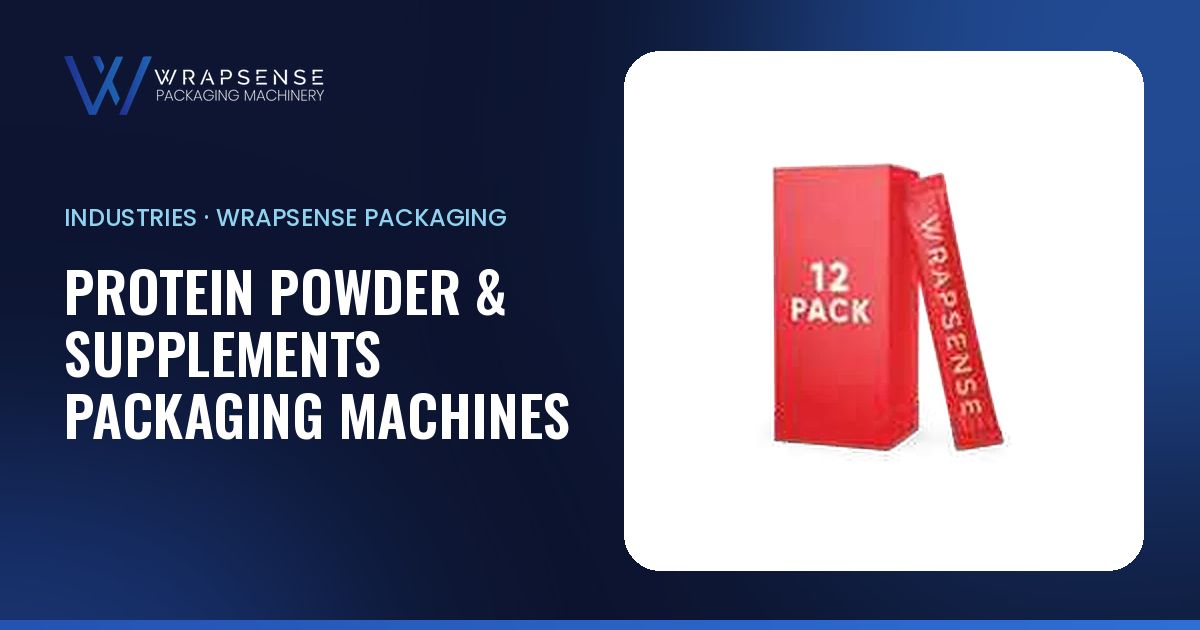 WRAPSENSE
PACKAGING MACHINERY
INDUSTRIES · WRAPSENSE PACKAGING
PROTEIN POWDER &
SUPPLEMENTS
PACKAGING MACHINES
12
PACK
WRAPSENSE